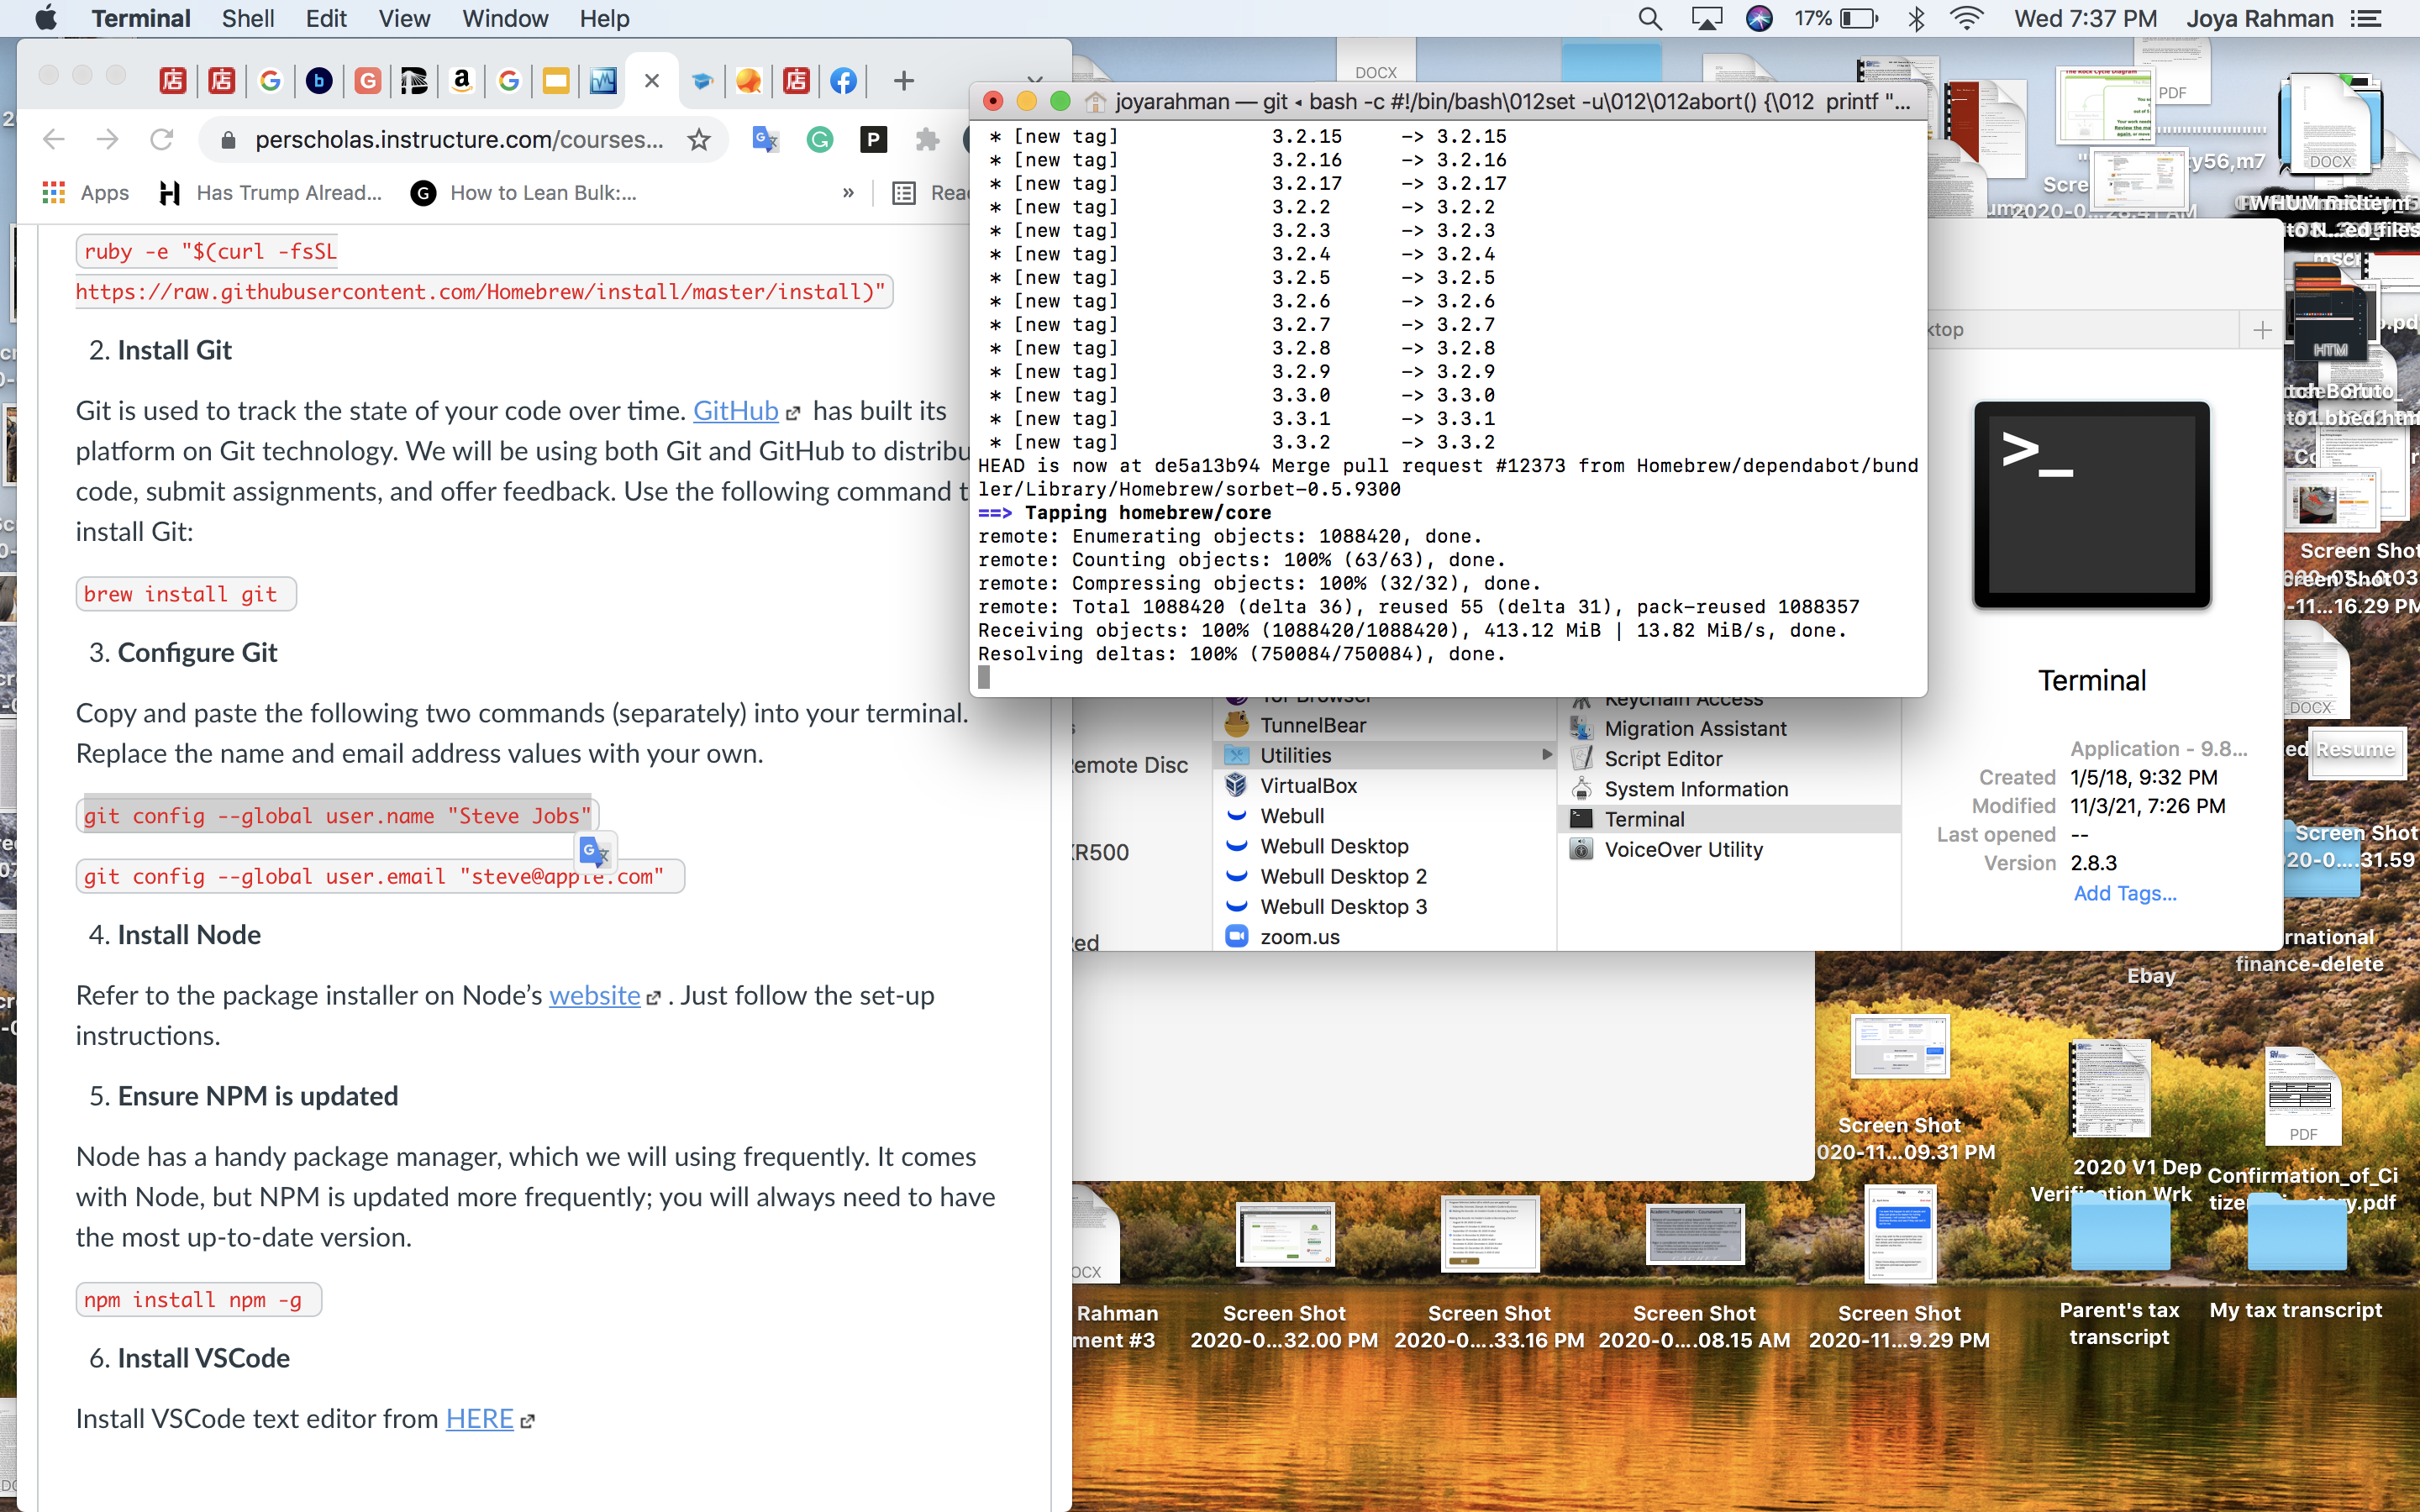 Terminal Shell Edit View Window Help
17% Wed 7:37 PM Joya Rahman
perscholas.instructure.com/courses...
Apps Has Trump Alread... How to Lean Bulk:... »
ruby -e "$(curl -fsSL
https://raw.githubusercontent.com/Homebrew/install/master/install)"
2. Install Git
Git is used to track the state of your code over time. GitHub has built its
platform on Git technology. We will be using both Git and GitHub to distribu
code, submit assignments, and offer feedback. Use the following command t
install Git:
brew install git
3. Configure Git
Copy and paste the following two commands (separately) into your terminal.
Replace the name and email address values with your own.
git config --global user.name "Steve Jobs"
git config --global user.email "steve@apple.com"
4. Install Node
Refer to the package installer on Node’s website . Just follow the set-up
instructions.
5. Ensure NPM is updated
Node has a handy package manager, which we will using frequently. It comes
with Node, but NPM is updated more frequently; you will always need to have
the most up-to-date version.
npm install npm -g
6. Install VSCode
Install VSCode text editor from HERE
joyarahman — git ◂ bash -c #!/bin/bash\012set -u\012\012abort() {\012 printf "...
* [new tag] 3.2.15 -> 3.2.15
* [new tag] 3.2.16 -> 3.2.16
* [new tag] 3.2.17 -> 3.2.17
* [new tag] 3.2.2 -> 3.2.2
* [new tag] 3.2.3 -> 3.2.3
* [new tag] 3.2.4 -> 3.2.4
* [new tag] 3.2.5 -> 3.2.5
* [new tag] 3.2.6 -> 3.2.6
* [new tag] 3.2.7 -> 3.2.7
* [new tag] 3.2.8 -> 3.2.8
* [new tag] 3.2.9 -> 3.2.9
* [new tag] 3.3.0 -> 3.3.0
* [new tag] 3.3.1 -> 3.3.1
* [new tag] 3.3.2 -> 3.3.2
HEAD is now at de5a13b94 Merge pull request #12373 from Homebrew/dependabot/bund
ler/Library/Homebrew/sorbet-0.5.9300
==> Tapping homebrew/core
remote: Enumerating objects: 1088420, done.
remote: Counting objects: 100% (63/63), done.
remote: Compressing objects: 100% (32/32), done.
remote: Total 1088420 (delta 36), reused 55 (delta 31), pack-reused 1088357
Receiving objects: 100% (1088420/1088420), 413.12 MiB | 13.82 MiB/s, done.
Resolving deltas: 100% (750084/750084), done.
emote Disc
XR500
TunnelBear
Utilities
VirtualBox
Webull
Webull Desktop
Webull Desktop 2
Webull Desktop 3
zoom.us
Keychain Access
Migration Assistant
Script Editor
System Information
Terminal
VoiceOver Utility
Terminal
Application - 9.8...
Created 1/5/18, 9:32 PM
Modified 11/3/21, 7:26 PM
Last opened --
Version 2.8.3
Add Tags...
DOCX
PDF
DOCX
HTM
Screen Shot
DOCX
Resume
Screen Shot
20-0....31.59
finance-delete
Ebay
Screen Shot
020-11...09.31 PM
2020 V1 Dep
Verification Wrk
PDF
Confirmation_of_Ci
Rahman
ment #3
Screen Shot
2020-0...32.00 PM
Screen Shot
2020-0....33.16 PM
Screen Shot
2020-0....08.15 AM
Screen Shot
2020-11...9.29 PM
Parent's tax
transcript
My tax transcript